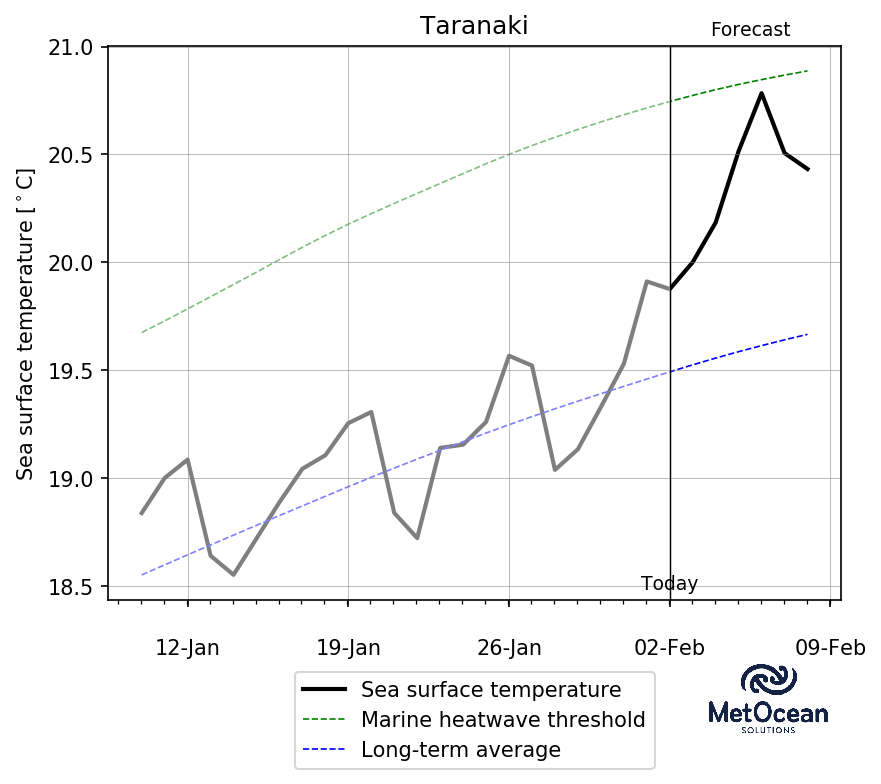 Taranaki
Forecast
21.0
20.5
20.0
19.5
19.0
18.5
Sea surface temperature [°C]
Today
12-Jan 19-Jan 26-Jan 02-Feb 09-Feb
Sea surface temperature
Marine heatwave threshold
Long-term average
MetOcean
SOLUTIONS